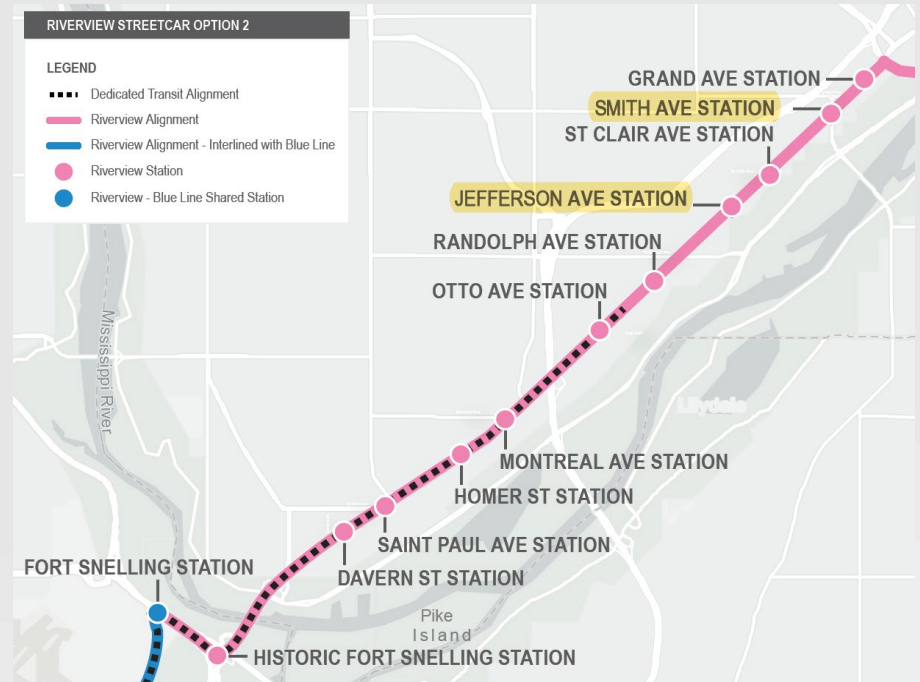 RIVERVIEW STREETCAR OPTION 2
LEGEND
Dedicated Transit Alignment
Riverview Alignment
Riverview Alignment - Interlined with Blue Line
Riverview Station
Riverview - Blue Line Shared Station
GRAND AVE STATION
SMITH AVE STATION
ST CLAIR AVE STATION
JEFFERSON AVE STATION
RANDOLPH AVE STATION
OTTO AVE STATION
Mississippi River
Lilydale
MONTREAL AVE STATION
HOMER ST STATION
SAINT PAUL AVE STATION
DAVERN ST STATION
FORT SNELLING STATION
Pike
Island
HISTORIC FORT SNELLING STATION